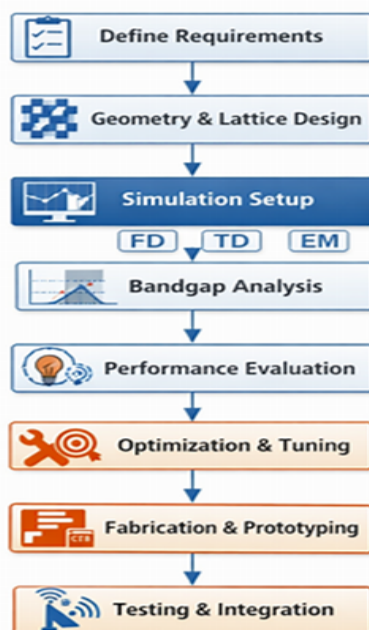 Define Requirements
Geometry & Lattice Design
Simulation Setup
FD TD EM
Bandgap Analysis
Performance Evaluation
Optimization & Tuning
Fabrication & Prototyping
Testing & Integration